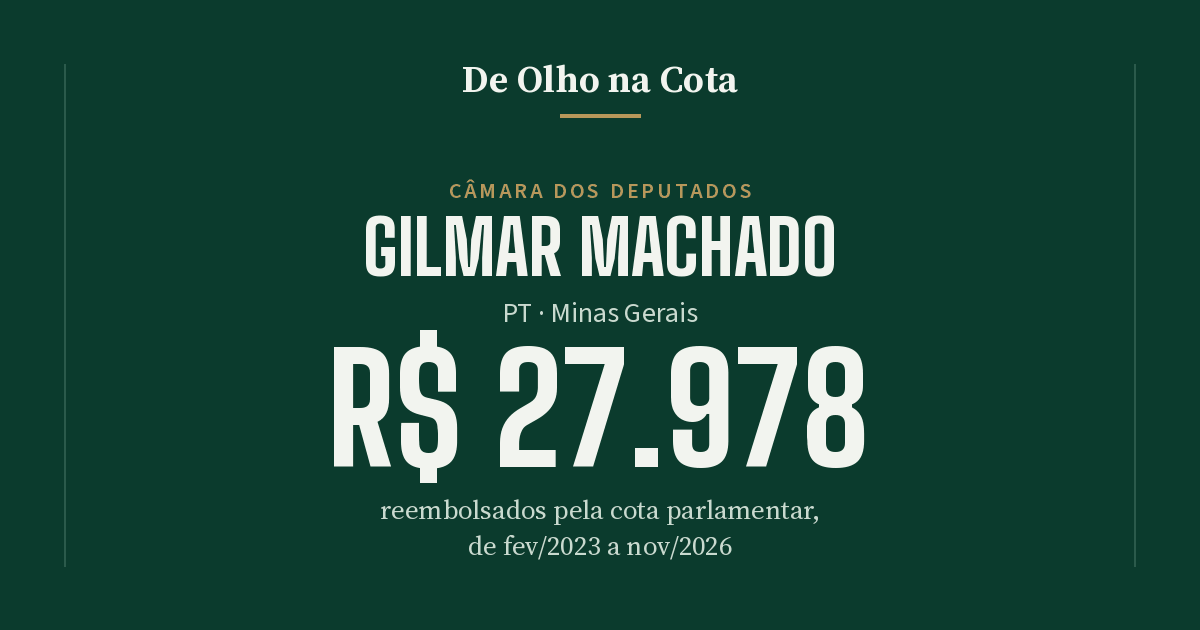 De Olho na Cota
CÂMARA DOS DEPUTADOS
GILMAR MACHADO
PT · Minas Gerais
R$ 27.978
reembolsados pela cota parlamentar,
de fev/2023 a nov/2026